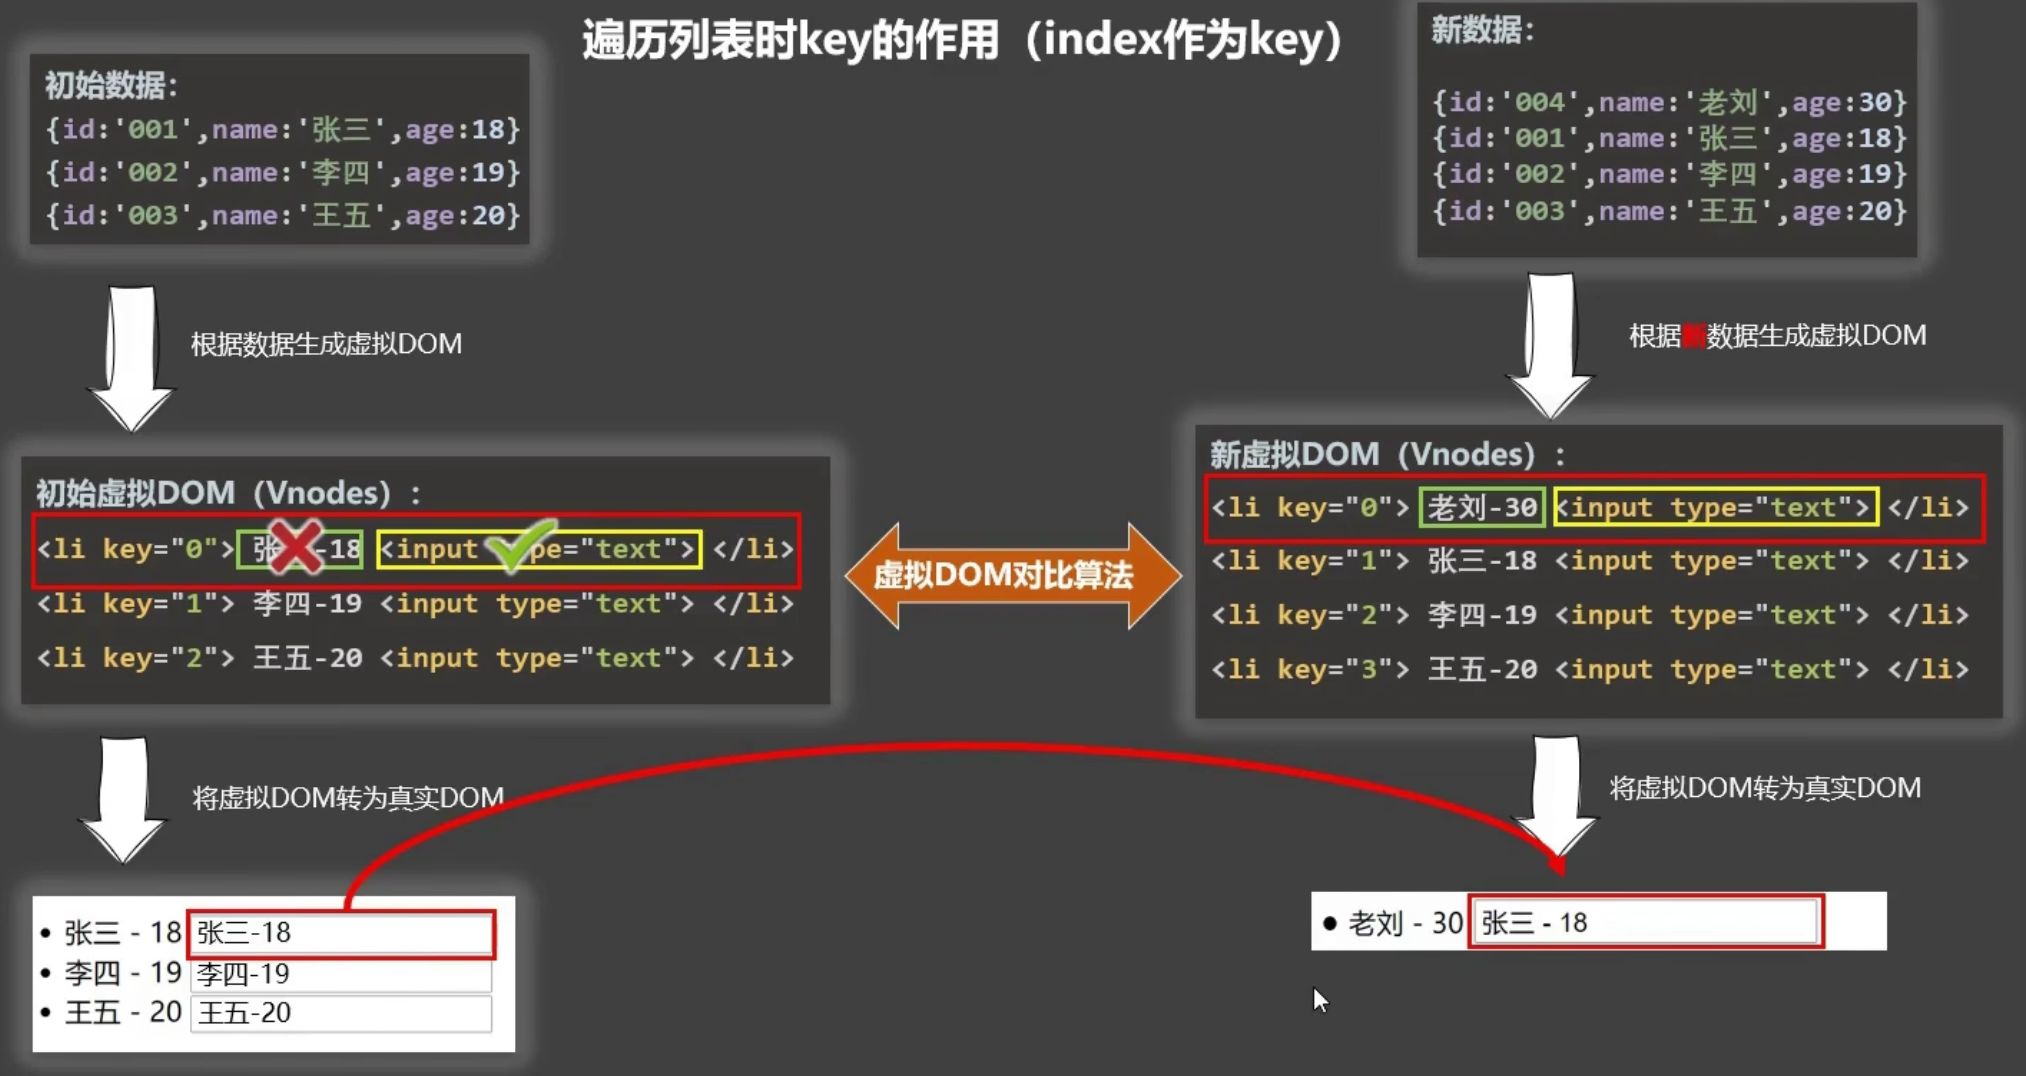 遍历列表时key的作用（index作为key）
初始数据：
{id:'001',name:'张三',age:18}
{id:'002',name:'李四',age:19}
{id:'003',name:'王五',age:20}
新数据：
{id:'004',name:'老刘',age:30}
{id:'001',name:'张三',age:18}
{id:'002',name:'李四',age:19}
{id:'003',name:'王五',age:20}
根据数据生成虚拟DOM
根据新数据生成虚拟DOM
初始虚拟DOM（Vnodes）：
<li key="0"> 张 -18 <input type="text"> </li>
<li key="1"> 李四-19 <input type="text"> </li>
<li key="2"> 王五-20 <input type="text"> </li>
虚拟DOM对比算法
新虚拟DOM（Vnodes）：
<li key="0"> 老刘-30 <input type="text"> </li>
<li key="1"> 张三-18 <input type="text"> </li>
<li key="2"> 李四-19 <input type="text"> </li>
<li key="3"> 王五-20 <input type="text"> </li>
将虚拟DOM转为真实DOM
将虚拟DOM转为真实DOM
• 张三 - 18 张三-18
• 李四 - 19 李四-19
• 王五 - 20 王五-20
• 老刘 - 30 张三 - 18